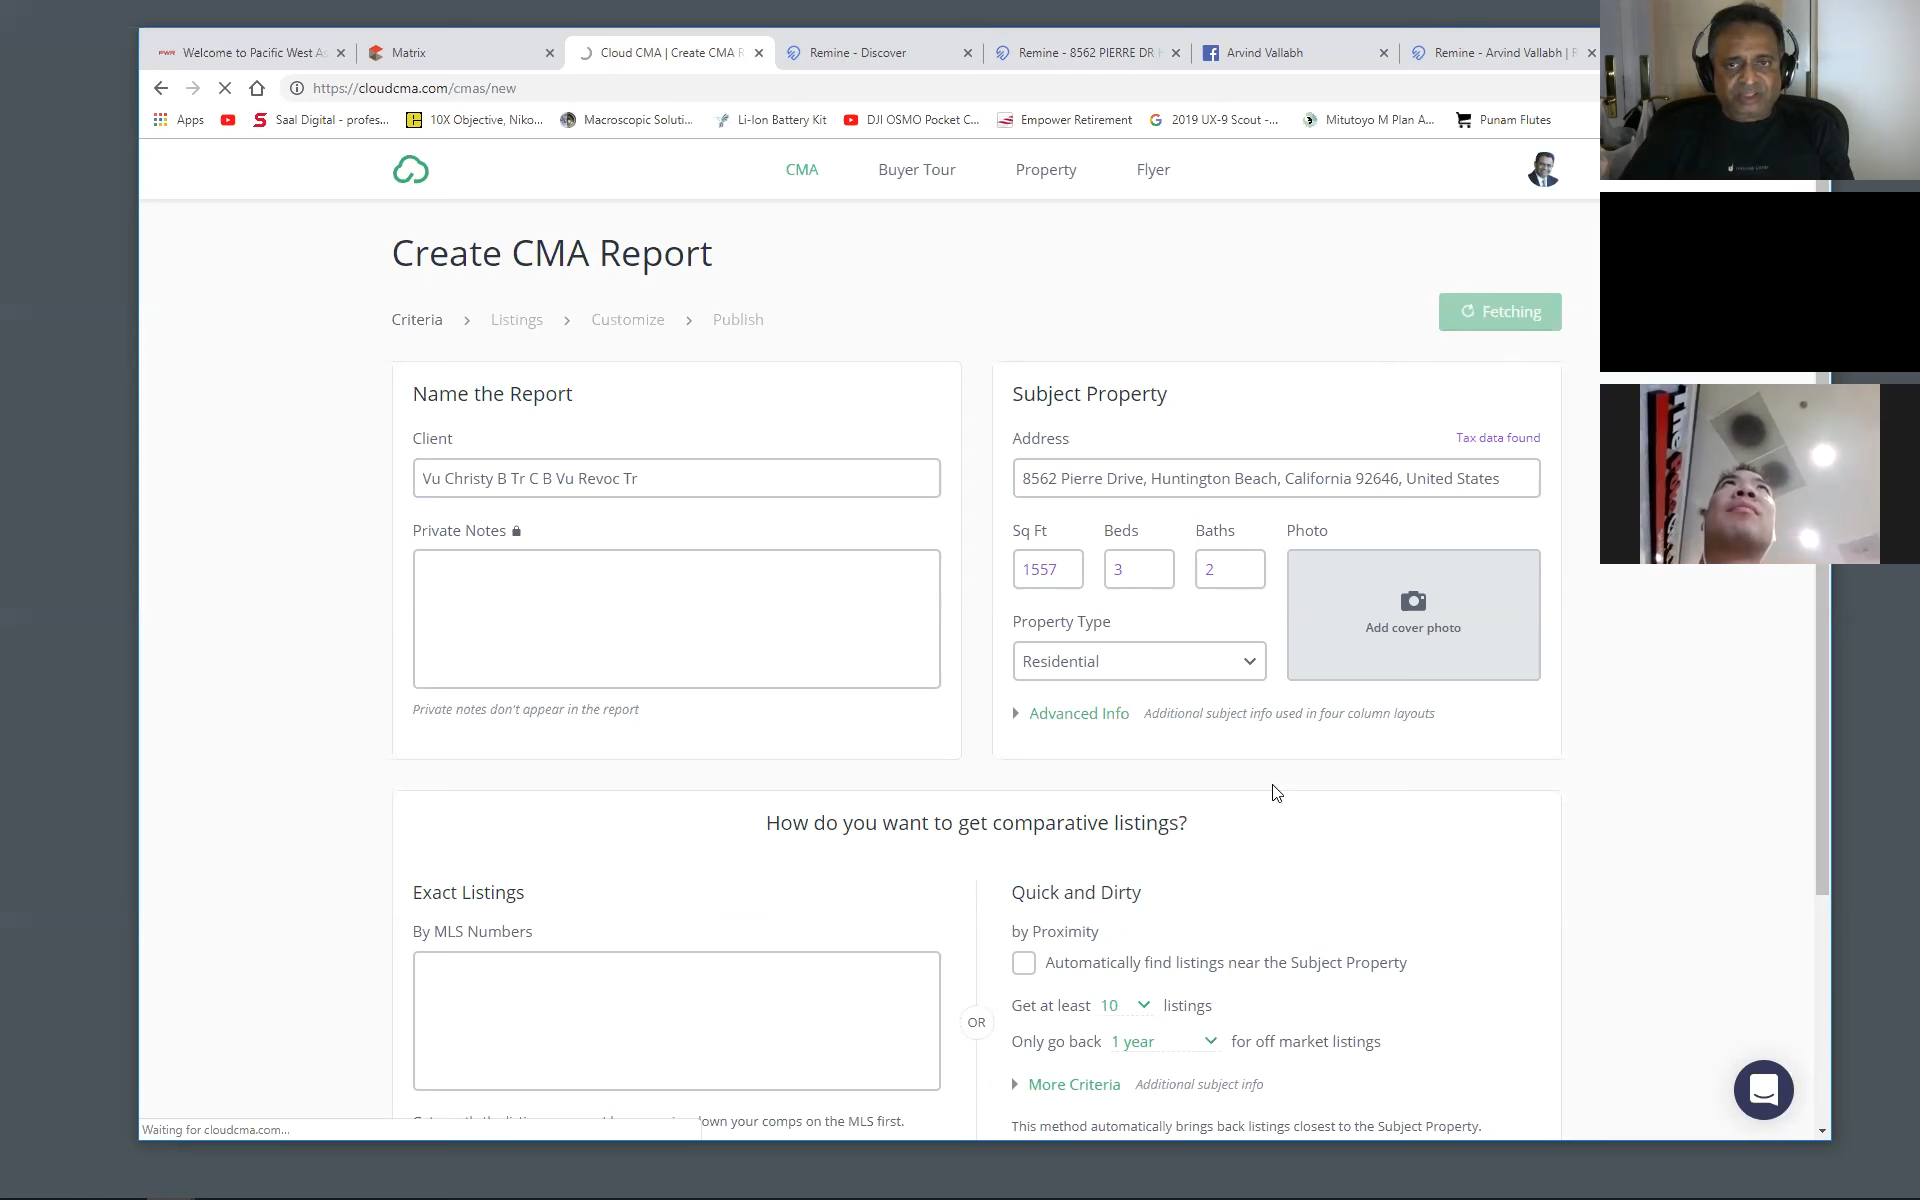 PWR Welcome to Pacific West As
Matrix
Cloud CMA | Create CMA R
Remine - Discover
Remine - 8562 PIERRE DR H
Arvind Vallabh
Remine - Arvind Vallabh | F
https://cloudcma.com/cmas/new
Apps
Saal Digital - profes...
10X Objective, Niko...
Macroscopic Soluti...
Li-Ion Battery Kit
DJI OSMO Pocket C...
Empower Retirement
2019 UX-9 Scout -...
Mitutoyo M Plan A...
Punam Flutes
CMA
Buyer Tour
Property
Flyer
Create CMA Report
Criteria > Listings > Customize > Publish
Fetching
Name the Report
Client
Vu Christy B Tr C B Vu Revoc Tr
Private Notes
Private notes don't appear in the report
Subject Property
Address
Tax data found
8562 Pierre Drive, Huntington Beach, California 92646, United States
Sq Ft
Beds
Baths
Photo
1557
3
2
Add cover photo
Property Type
Residential
Advanced Info
Additional subject info used in four column layouts
How do you want to get comparative listings?
Exact Listings
By MLS Numbers
own your comps on the MLS first.
OR
Quick and Dirty
by Proximity
Automatically find listings near the Subject Property
Get at least 10 listings
Only go back 1 year for off market listings
More Criteria
Additional subject info
This method automatically brings back listings closest to the Subject Property.
Waiting for cloudcma.com...